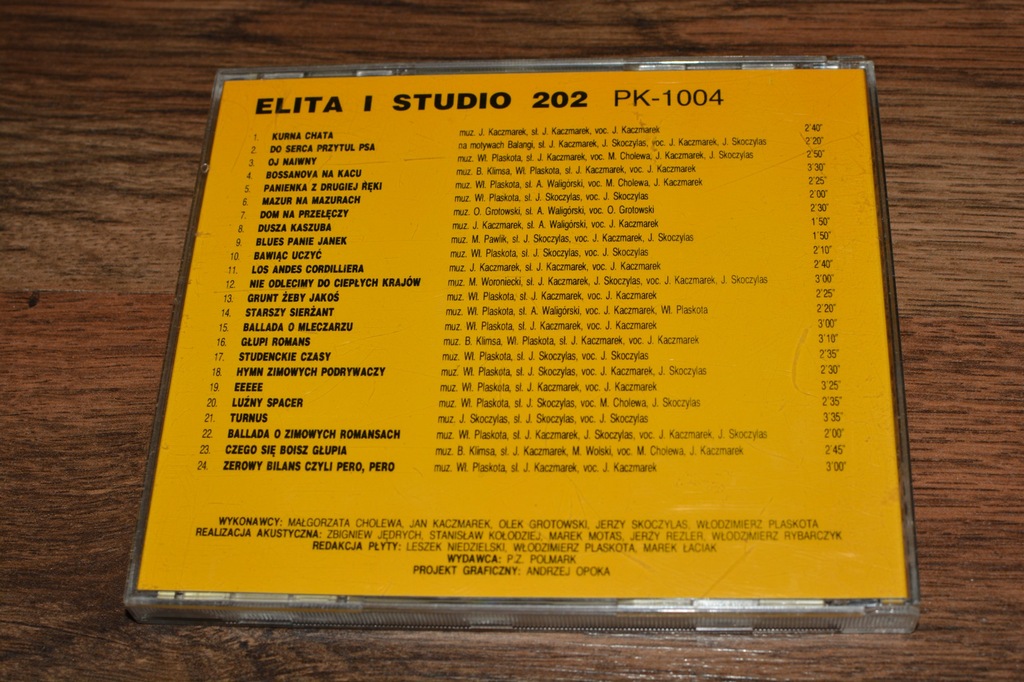 ELITA I STUDIO 202 PK-1004
1. KURNA CHATA muz. J. Kaczmarek, sł. J. Kaczmarek, voc. J. Kaczmarek 2'40"
2. DO SERCA PRZYTUL PSA na motywach Balangi, sł. J. Kaczmarek, J. Skoczylas, voc. J. Kaczmarek, J. Skoczylas 2'20"
3. OJ NAIWNY muz. Wł. Plaskota, sł. J. Kaczmarek, voc. M. Cholewa, J. Kaczmarek, J. Skoczylas 2'50"
4. BOSSANOVA NA KACU muz. B. Klimsa, Wł. Plaskota, sł. J. Kaczmarek, voc. J. Kaczmarek 3'30"
5. PANIENKA Z DRUGIEJ RĘKI muz. Wł. Plaskota, sł. A. Waligórski, voc. M. Cholewa, J. Kaczmarek 2'25"
6. MAZUR NA MAZURACH muz. Wł. Plaskota, sł. J. Skoczylas, voc. J. Skoczylas 2'00"
7. DOM NA PRZEŁĘCZY muz. O. Grotowski, sł. A. Waligórski, voc. O. Grotowski 2'30"
8. DUSZA KASZUBA muz. J. Kaczmarek, sł. A. Waligórski, voc. J. Kaczmarek 1'50"
9. BLUES PANIE JANEK muz. M. Pawlik, sł. J. Skoczylas, voc. J. Kaczmarek, J. Skoczylas 1'50"
10. BAWIĄC UCZYĆ muz. Wł. Plaskota, sł. J. Skoczylas, voc. J. Skoczylas 2'10"
11. LOS ANDES CORDILLIERA muz. J. Kaczmarek, sł. J. Kaczmarek, voc. J. Kaczmarek 2'40"
12. NIE ODLECIMY DO CIEPŁYCH KRAJÓW muz. M. Woroniecki, sł. J. Kaczmarek, J. Skoczylas, voc. J. Kaczmarek, J. Skoczylas 3'00"
13. GRUNT ŻEBY JAKOŚ muz. Wł. Plaskota, sł. J. Kaczmarek, voc. J. Kaczmarek 2'25"
14. STARSZY SIERŻANT muz. Wł. Plaskota, sł. A. Waligórski, voc. J. Kaczmarek, Wł. Plaskota 2'20"
15. BALLADA O MLECZARZU muz. Wł. Plaskota, sł. J. Kaczmarek, voc. J. Kaczmarek 3'00"
16. GŁUPI ROMANS muz. B. Klimsa, Wł. Plaskota, sł. J. Kaczmarek, voc. J. Kaczmarek 3'10"
17. STUDENCKIE CZASY muz. Wł. Plaskota, sł. J. Skoczylas, voc. J. Skoczylas 2'35"
18. HYMN ZIMOWYCH PODRYWACZY muz. Wł. Plaskota, sł. J. Skoczylas, voc. J. Kaczmarek, J. Skoczylas 2'30"
19. EEEEE muz. Wł. Plaskota, sł. J. Kaczmarek, voc. J. Kaczmarek 3'25"
20. LUŹNY SPACER muz. Wł. Plaskota, sł. J. Skoczylas, voc. M. Cholewa, J. Skoczylas 2'35"
21. TURNUS muz. J. Skoczylas, sł. J. Skoczylas, voc. J. Skoczylas 3'35"
22. BALLADA O ZIMOWYCH ROMANSACH muz. Wł. Plaskota, sł. J. Kaczmarek, J. Skoczylas, voc. J. Kaczmarek, J. Skoczylas 2'00"
23. CZEGO SIĘ BOISZ GŁUPIA muz. B. Klimsa, sł. J. Kaczmarek, M. Wolski, voc. M. Cholewa, J. Kaczmarek 2'45"
24. ZEROWY BILANS CZYLI PERO, PERO muz. Wł. Plaskota, sł. J. Kaczmarek, voc. J. Kaczmarek 3'00"
WYKONAWCY: MAŁGORZATA CHOLEWA, JAN KACZMAREK, OLEK GROTOWSKI, JERZY SKOCZYLAS, WŁODZIMIERZ PLASKOTA
REALIZACJA AKUSTYCZNA: ZBIGNIEW JĘDRYCH, STANISŁAW KOŁODZIEJ, MAREK MOTAS, JERZY REZLER, WŁODZIMIERZ RYBARCZYK
REDAKCJA PŁYTY: LESZEK NIEDZIELSKI, WŁODZIMIERZ PLASKOTA, MAREK ŁACIAK
WYDAWCA: P.Z. POLMARK
PROJEKT GRAFICZNY: ANDRZEJ OPOKA